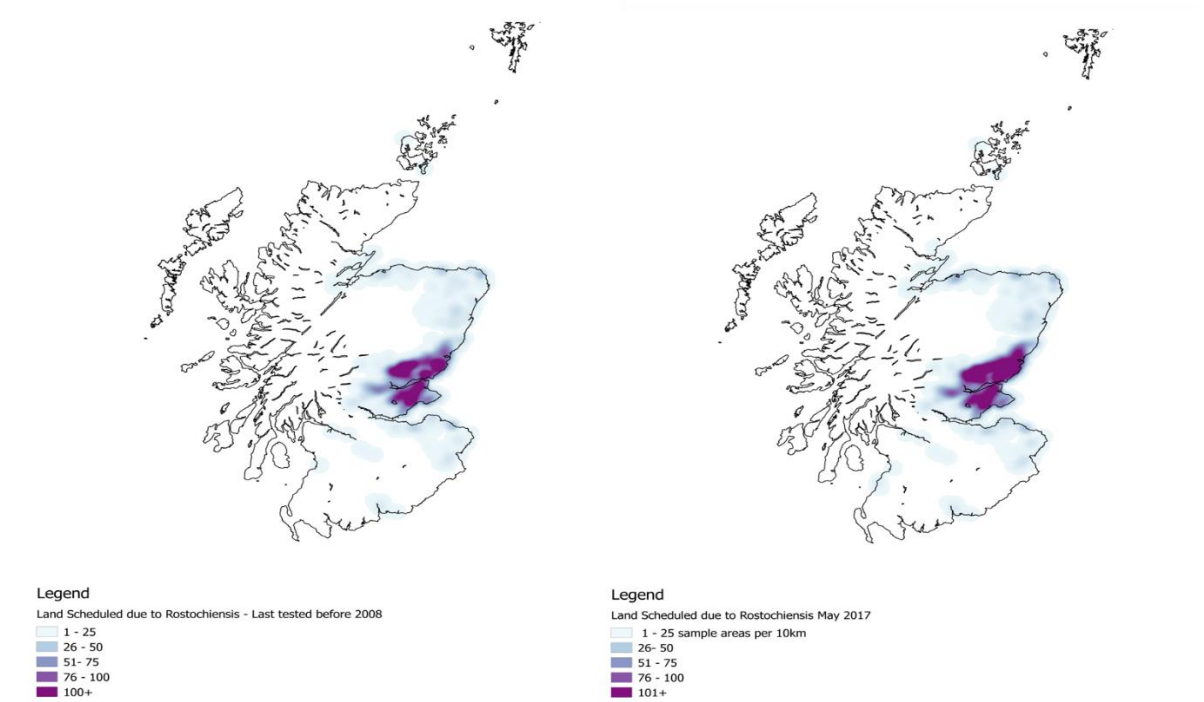 Legend
Land Scheduled due to Rostochiensis - Last tested before 2008
1 - 25
26 - 50
51- 75
76 - 100
100+
Legend
Land Scheduled due to Rostochiensis May 2017
1 - 25 sample areas per 10km
26- 50
51 - 75
76 - 100
101+